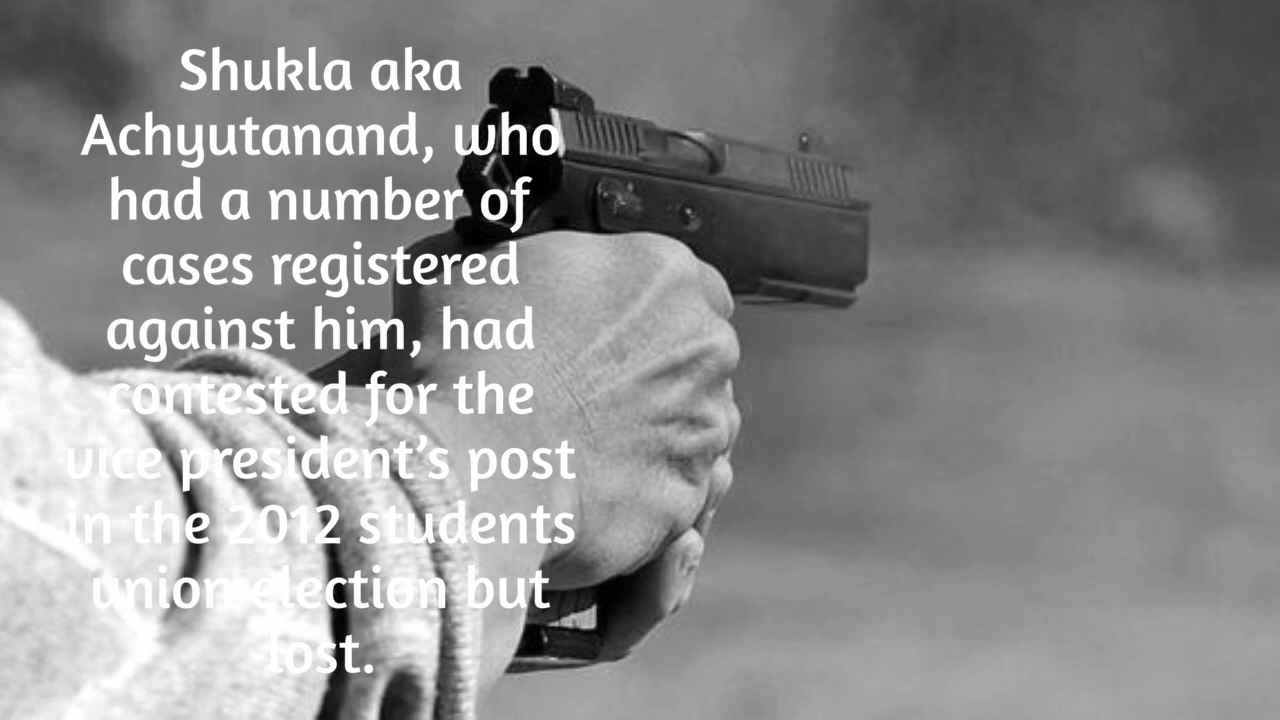 Shukla aka
Achyutanand, who
had a number of
cases registered
against him, had
contested for the
vice president’s post
in the 2012 students
union election but
lost.